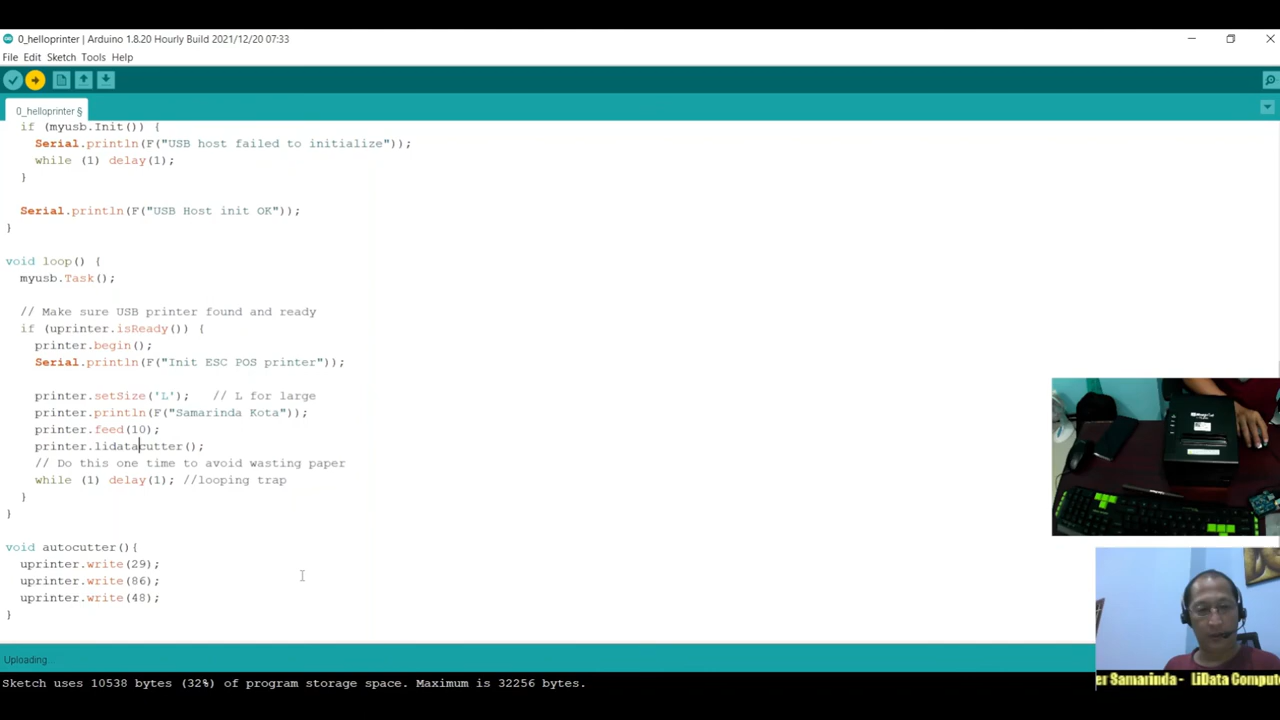 0_helloprinter | Arduino 1.8.20 Hourly Build 2021/12/20 07:33
File Edit Sketch Tools Help
0_helloprinter §
if (myusb.Init()) {
Serial.println(F("USB host failed to initialize"));
while (1) delay(1);
}
Serial.println(F("USB Host init OK"));
}
void loop() {
myusb.Task();
// Make sure USB printer found and ready
if (uprinter.isReady()) {
printer.begin();
Serial.println(F("Init ESC POS printer"));
printer.setSize('L'); // L for large
printer.println(F("Samarinda Kota"));
printer.feed(10);
printer.lidatacutter();
// Do this one time to avoid wasting paper
while (1) delay(1); //looping trap
}
}
void autocutter(){
uprinter.write(29);
uprinter.write(86);
uprinter.write(48);
}
Uploading...
Sketch uses 10538 bytes (32%) of program storage space. Maximum is 32256 bytes.
er Samarinda - LiData Compute